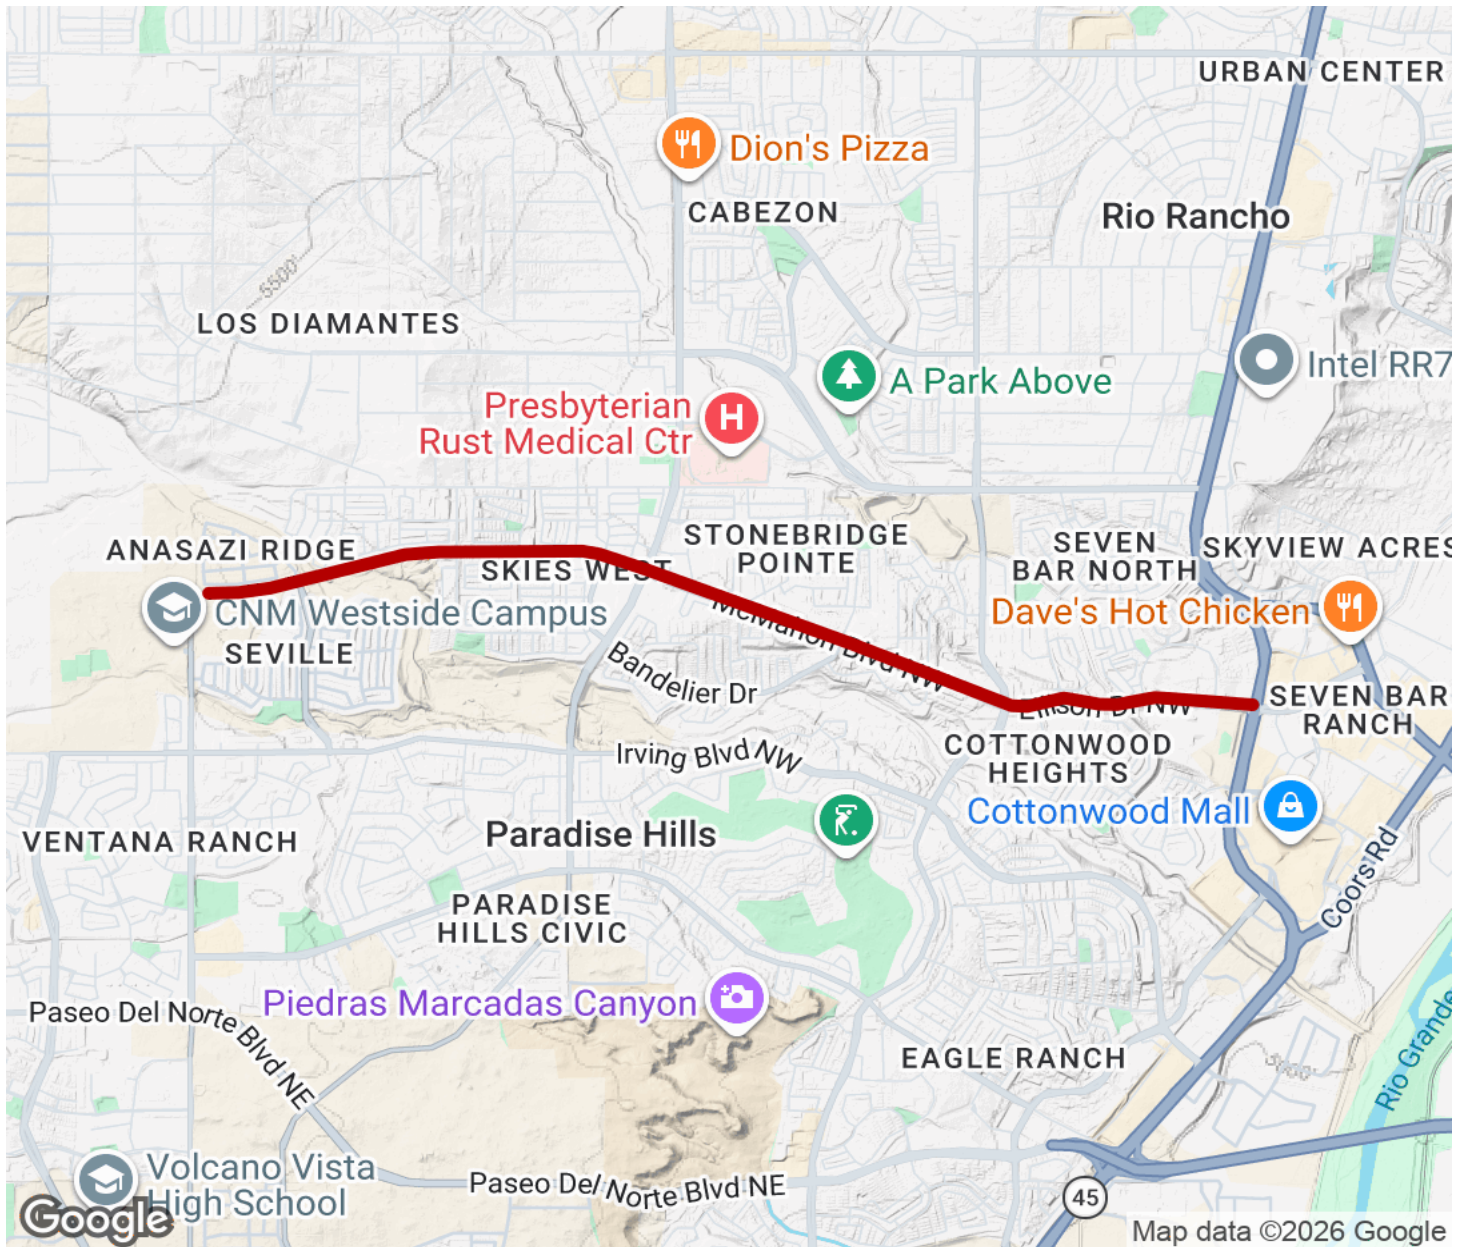 URBAN CENTER
Dion's Pizza
CABEZON
Rio Rancho
5500'
LOS DIAMANTES
Intel RR7
A Park Above
Presbyterian
Rust Medical Ctr
H
STONEBRIDGE
POINTE
SEVEN
BAR NORTH
SKYVIEW ACRES
ANASAZI RIDGE
SKIES WEST
CNM Westside Campus
Dave's Hot Chicken
McMahon Blvd NW
SEVILLE
Bandelier Dr
Ellison Dr NW
SEVEN BAR
RANCH
COTTONWOOD
HEIGHTS
Irving Blvd NW
Cottonwood Mall
VENTANA RANCH
Paradise Hills
Coors Rd
PARADISE
HILLS CIVIC
Piedras Marcadas Canyon
Paseo Del Norte Blvd NE
EAGLE RANCH
Rio Grande
Volcano Vista
High School
Paseo Del Norte Blvd NE
45
Google
Map data ©2026 Google